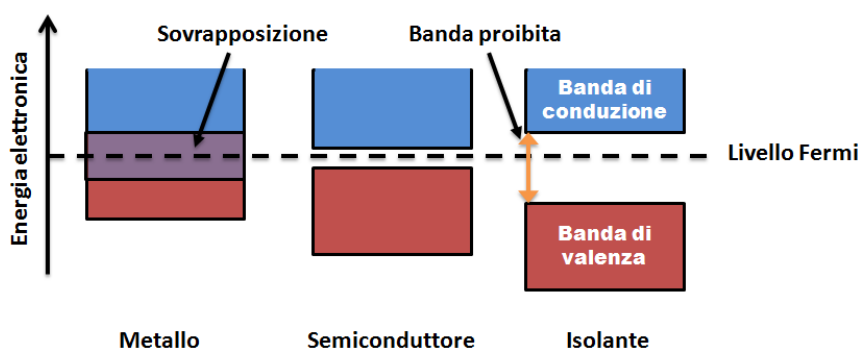 Sovrapposizione
Banda proibita
Energia elettronica
Banda di
conduzione
Livello Fermi
Banda di
valenza
Metallo
Semiconduttore
Isolante